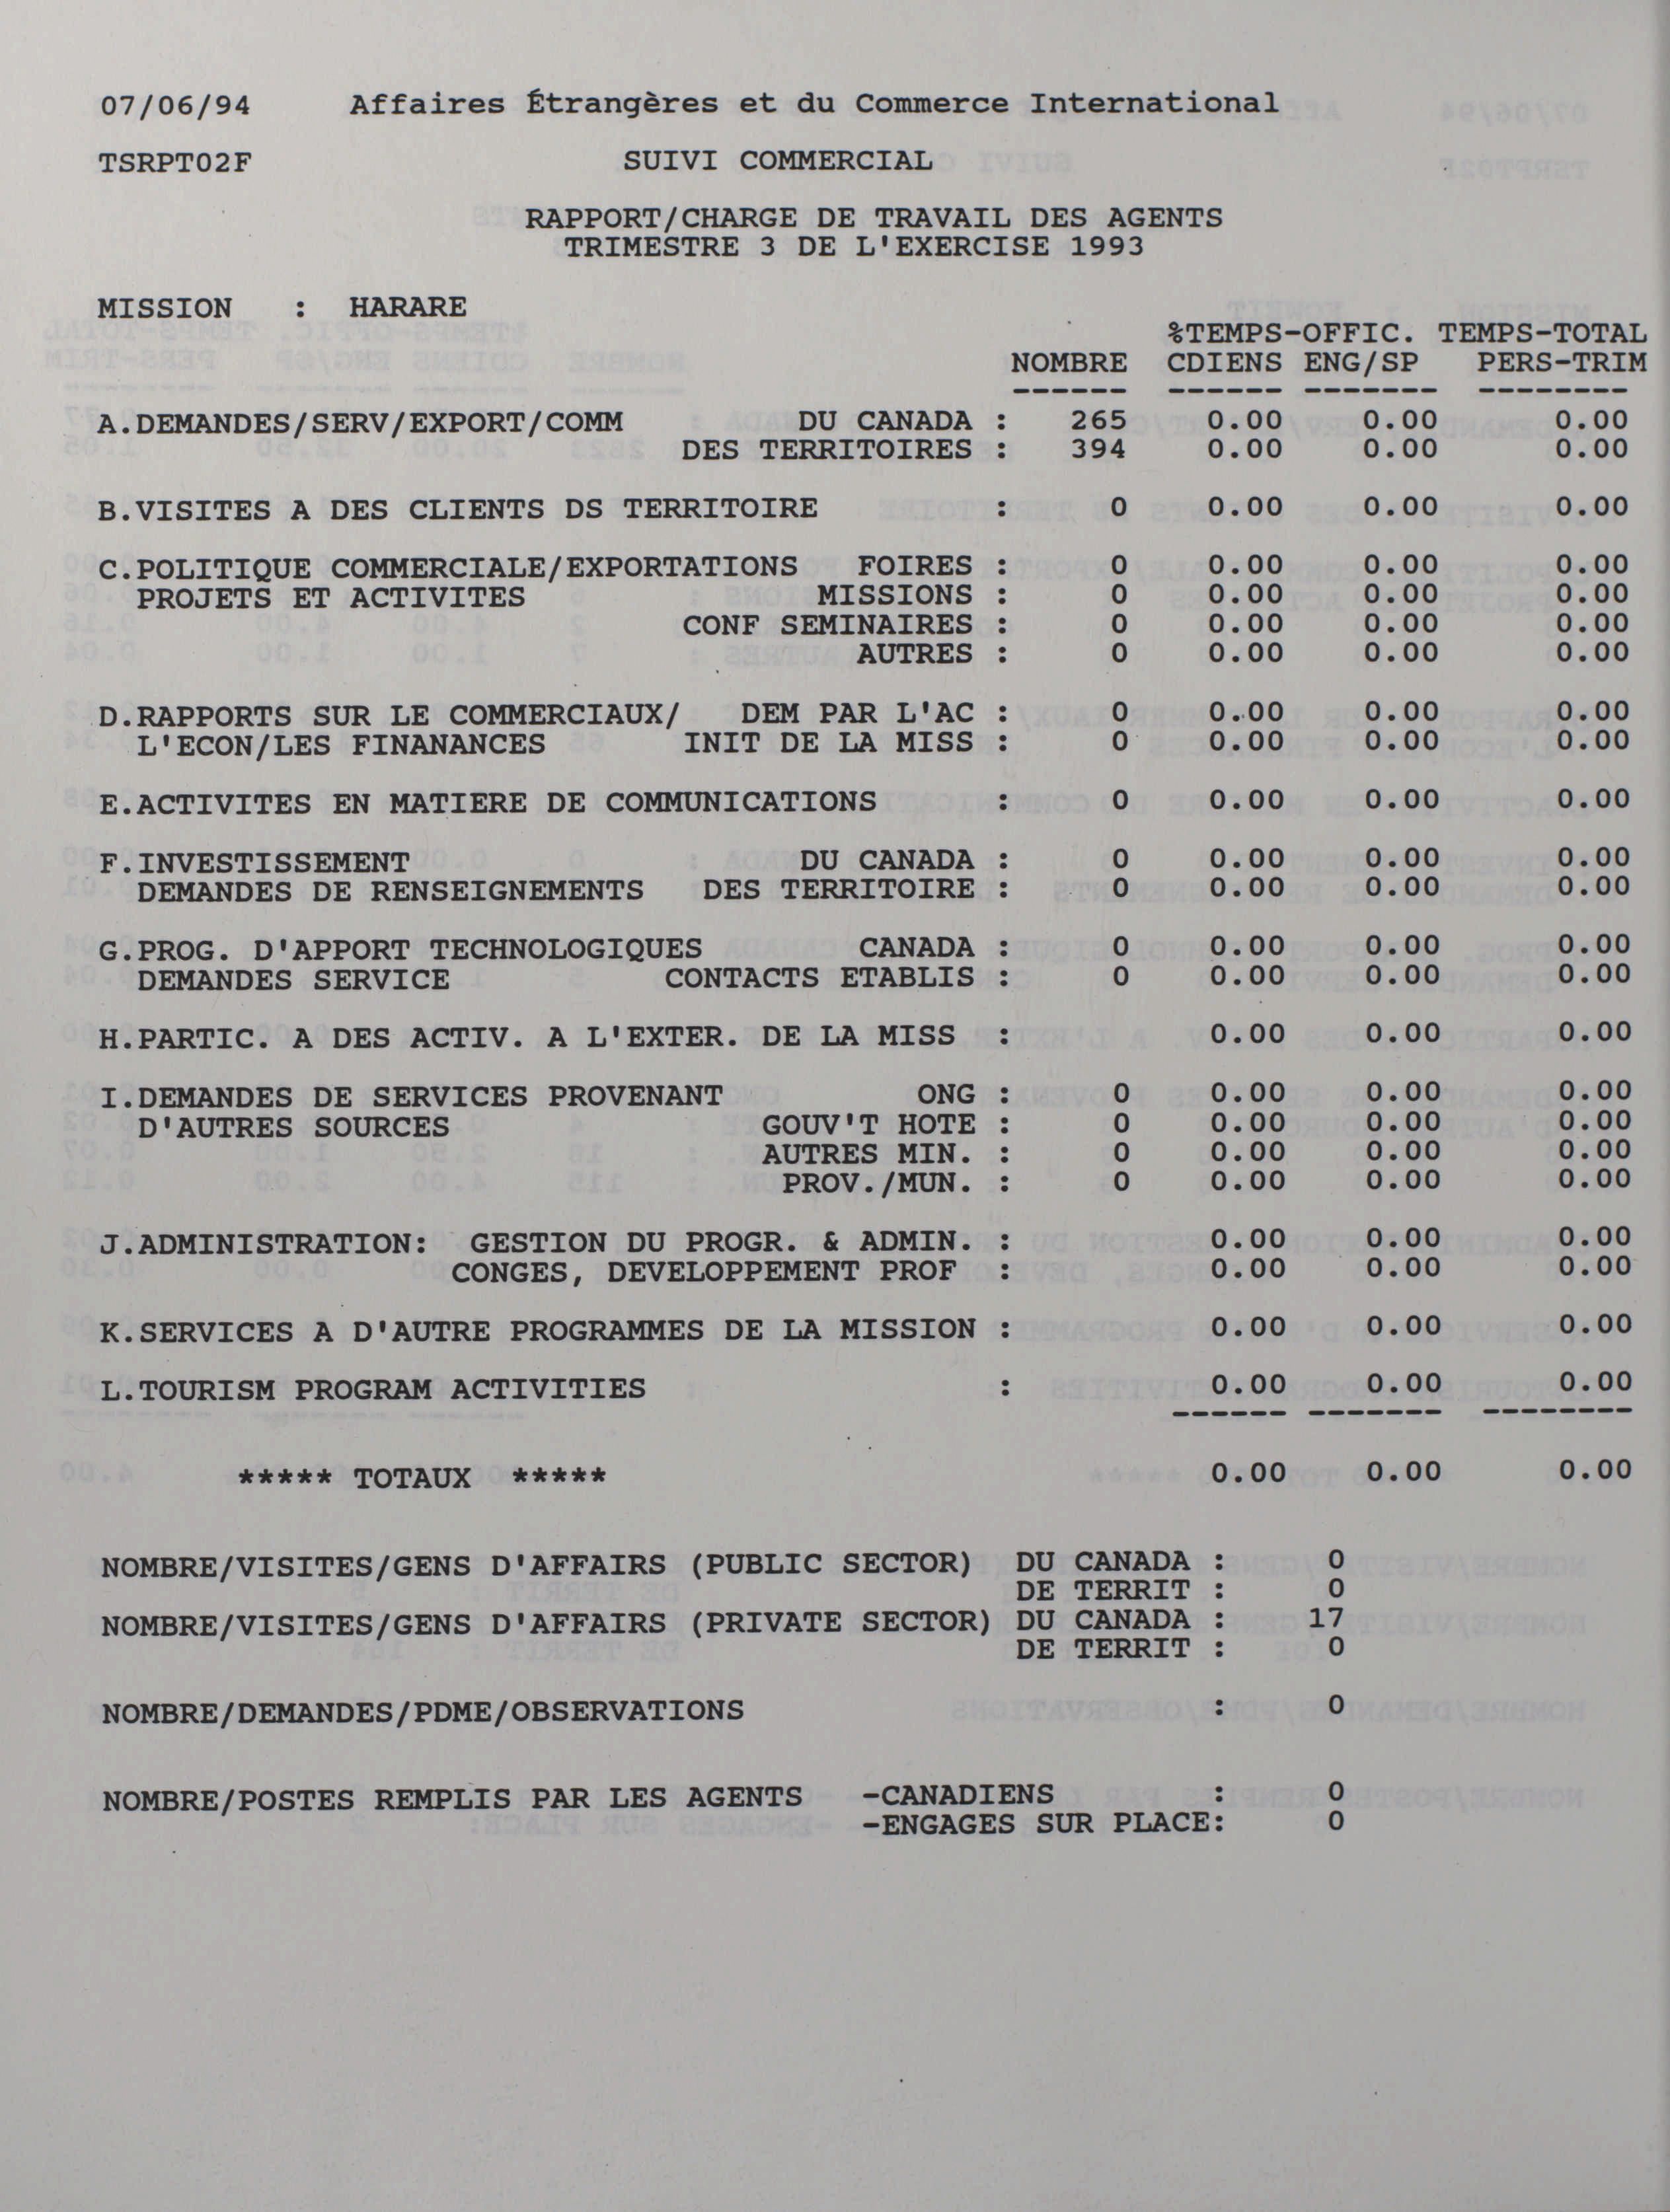 07/06/94 Affaires Étrangères et du Commerce International
TSRPT02F SUIVI COMMERCIAL
RAPPORT/CHARGE DE TRAVAIL DES AGENTS
TRIMESTRE 3 DE L'EXERCISE 1993
MISSION : HARARE
%TEMPS-OFFIC. TEMPS-TOTAL
NOMBRE CDIENS ENG/SP PERS-TRIM
------ ------ ------- --------
A.DEMANDES/SERV/EXPORT/COMM DU CANADA : 265 0.00 0.00 0.00
DES TERRITOIRES : 394 0.00 0.00 0.00
B.VISITES A DES CLIENTS DS TERRITOIRE : 0 0.00 0.00 0.00
C.POLITIQUE COMMERCIALE/EXPORTATIONS FOIRES : 0 0.00 0.00 0.00
PROJETS ET ACTIVITES MISSIONS : 0 0.00 0.00 0.00
CONF SEMINAIRES : 0 0.00 0.00 0.00
AUTRES : 0 0.00 0.00 0.00
D.RAPPORTS SUR LE COMMERCIAUX/ DEM PAR L'AC : 0 0.00 0.00 0.00
L'ECON/LES FINANANCES INIT DE LA MISS : 0 0.00 0.00 0.00
E.ACTIVITES EN MATIERE DE COMMUNICATIONS : 0 0.00 0.00 0.00
F.INVESTISSEMENT DU CANADA : 0 0.00 0.00 0.00
DEMANDES DE RENSEIGNEMENTS DES TERRITOIRE : 0 0.00 0.00 0.00
G.PROG. D'APPORT TECHNOLOGIQUES CANADA : 0 0.00 0.00 0.00
DEMANDES SERVICE CONTACTS ETABLIS : 0 0.00 0.00 0.00
H.PARTIC. A DES ACTIV. A L'EXTER. DE LA MISS : 0.00 0.00 0.00
I.DEMANDES DE SERVICES PROVENANT ONG : 0 0.00 0.00 0.00
D'AUTRES SOURCES GOUV'T HOTE : 0 0.00 0.00 0.00
AUTRES MIN. : 0 0.00 0.00 0.00
PROV./MUN. : 0 0.00 0.00 0.00
J.ADMINISTRATION: GESTION DU PROGR. & ADMIN. : 0.00 0.00 0.00
CONGES, DEVELOPPEMENT PROF : 0.00 0.00 0.00
K.SERVICES A D'AUTRE PROGRAMMES DE LA MISSION : 0.00 0.00 0.00
L.TOURISM PROGRAM ACTIVITIES : 0.00 0.00 0.00
------ ------- --------
***** TOTAUX ***** 0.00 0.00 0.00
NOMBRE/VISITES/GENS D'AFFAIRS (PUBLIC SECTOR) DU CANADA : 0
DE TERRIT : 0
NOMBRE/VISITES/GENS D'AFFAIRS (PRIVATE SECTOR) DU CANADA : 17
DE TERRIT : 0
NOMBRE/DEMANDES/PDME/OBSERVATIONS : 0
NOMBRE/POSTES REMPLIS PAR LES AGENTS -CANADIENS : 0
-ENGAGES SUR PLACE: 0